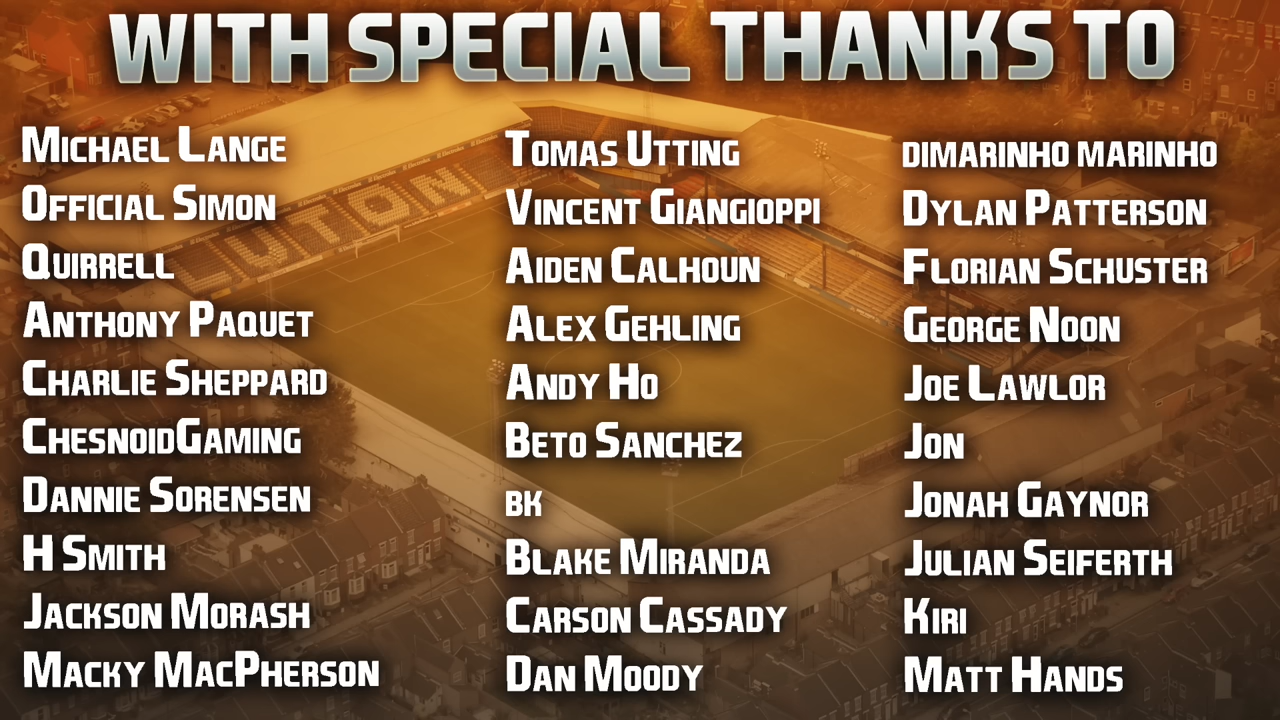 WITH SPECIAL THANKS TO
Michael Lange
Official Simon
Quirrell
Anthony Paquet
Charlie Sheppard
ChesnoidGaming
Dannie Sorensen
H Smith
Jackson Morash
Macky MacPherson
Tomas Utting
Vincent Giangioppi
Aiden Calhoun
Alex Gehling
Andy Ho
Beto Sanchez
bk
Blake Miranda
Carson Cassady
Dan Moody
dimarinho marinho
Dylan Patterson
Florian Schuster
George Noon
Joe Lawlor
Jon
Jonah Gaynor
Julian Seiferth
Kiri
Matt Hands
LUTON